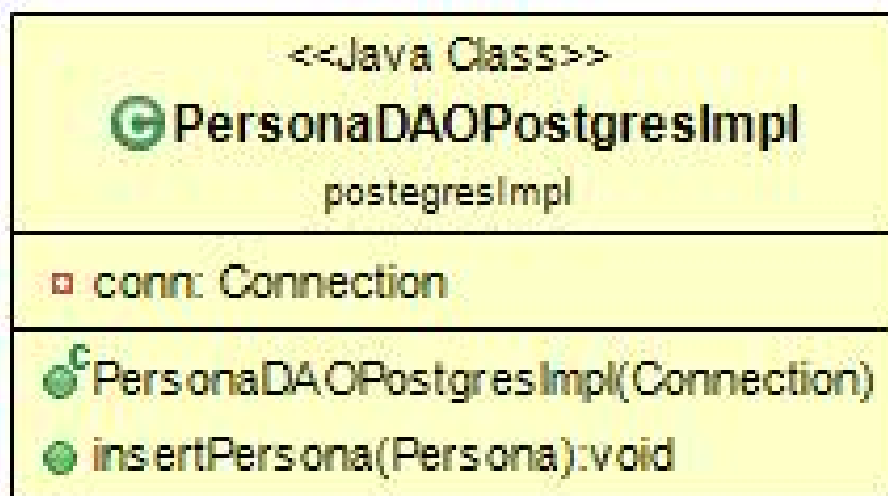 <<Java Class>>
PersonaDAOPostgresImpl
postegresImpl
conn: Connection
PersonaDAOPostgresImpl(Connection)
insertPersona(Persona):void